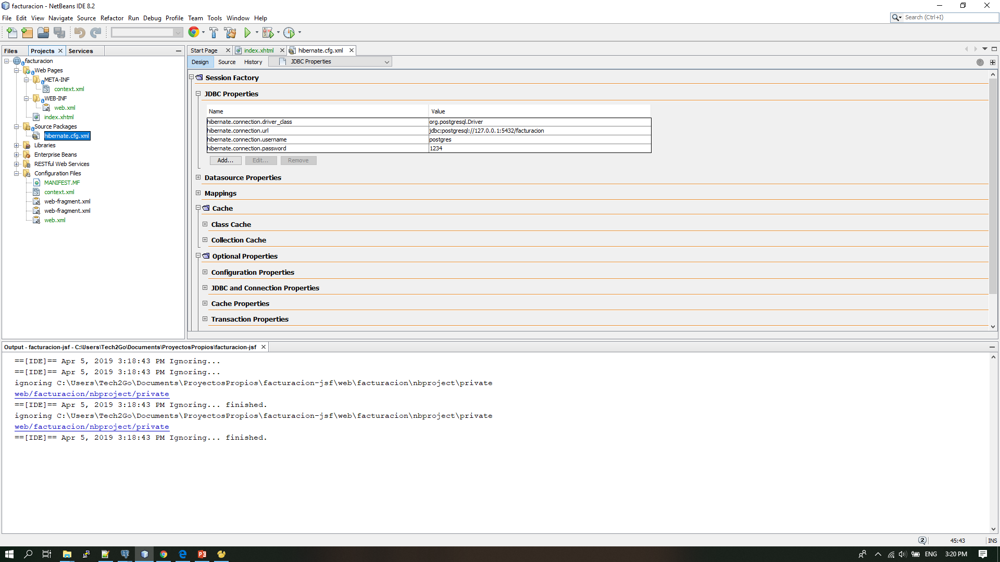 facturacion - NetBeans IDE 8.2
File Edit View Navigate Source Refactor Run Debug Profile Team Tools Window Help
Search (Ctrl+I)
Files Projects Services
facturacion
Web Pages
META-INF
context.xml
WEB-INF
web.xml
index.xhtml
Source Packages
hibernate.cfg.xml
Libraries
Enterprise Beans
RESTful Web Services
Configuration Files
MANIFEST.MF
context.xml
web-fragment.xml
web-fragment.xml
web.xml
Start Page index.xhtml hibernate.cfg.xml
Design Source History JDBC Properties
Session Factory
JDBC Properties
Name Value
hibernate.connection.driver_class org.postgresql.Driver
hibernate.connection.url jdbc:postgresql://127.0.0.1:5432/facturacion
hibernate.connection.username postgres
hibernate.connection.password 1234
Add... Edit... Remove
Datasource Properties
Mappings
Cache
Class Cache
Collection Cache
Optional Properties
Configuration Properties
JDBC and Connection Properties
Cache Properties
Transaction Properties
Output - facturacion-jsf - C:\Users\Tech2Go\Documents\ProyectosPropios\facturacion-jsf
==[IDE]== Apr 5, 2019 3:18:43 PM Ignoring...
==[IDE]== Apr 5, 2019 3:18:43 PM Ignoring...
ignoring C:\Users\Tech2Go\Documents\ProyectosPropios\facturacion-jsf\web\facturacion\nbproject\private
web/facturacion/nbproject/private
==[IDE]== Apr 5, 2019 3:18:43 PM Ignoring... finished.
ignoring C:\Users\Tech2Go\Documents\ProyectosPropios\facturacion-jsf\web\facturacion\nbproject\private
web/facturacion/nbproject/private
==[IDE]== Apr 5, 2019 3:18:43 PM Ignoring... finished.
2 45:43 INS
ENG 3:20 PM